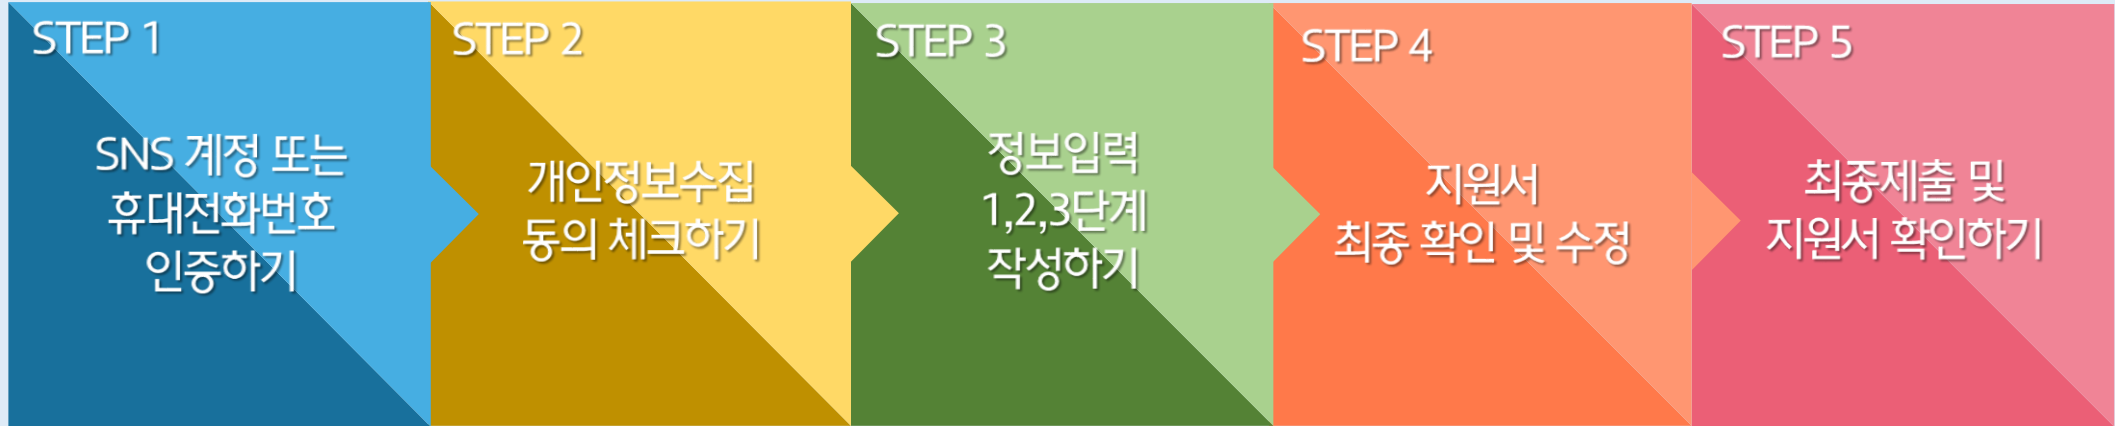 STEP 1
SNS 계정 또는
휴대전화번호
인증하기
STEP 2
개인정보수집
동의 체크하기
STEP 3
정보입력
1,2,3단계
작성하기
STEP 4
지원서
최종 확인 및 수정
STEP 5
최종제출 및
지원서 확인하기